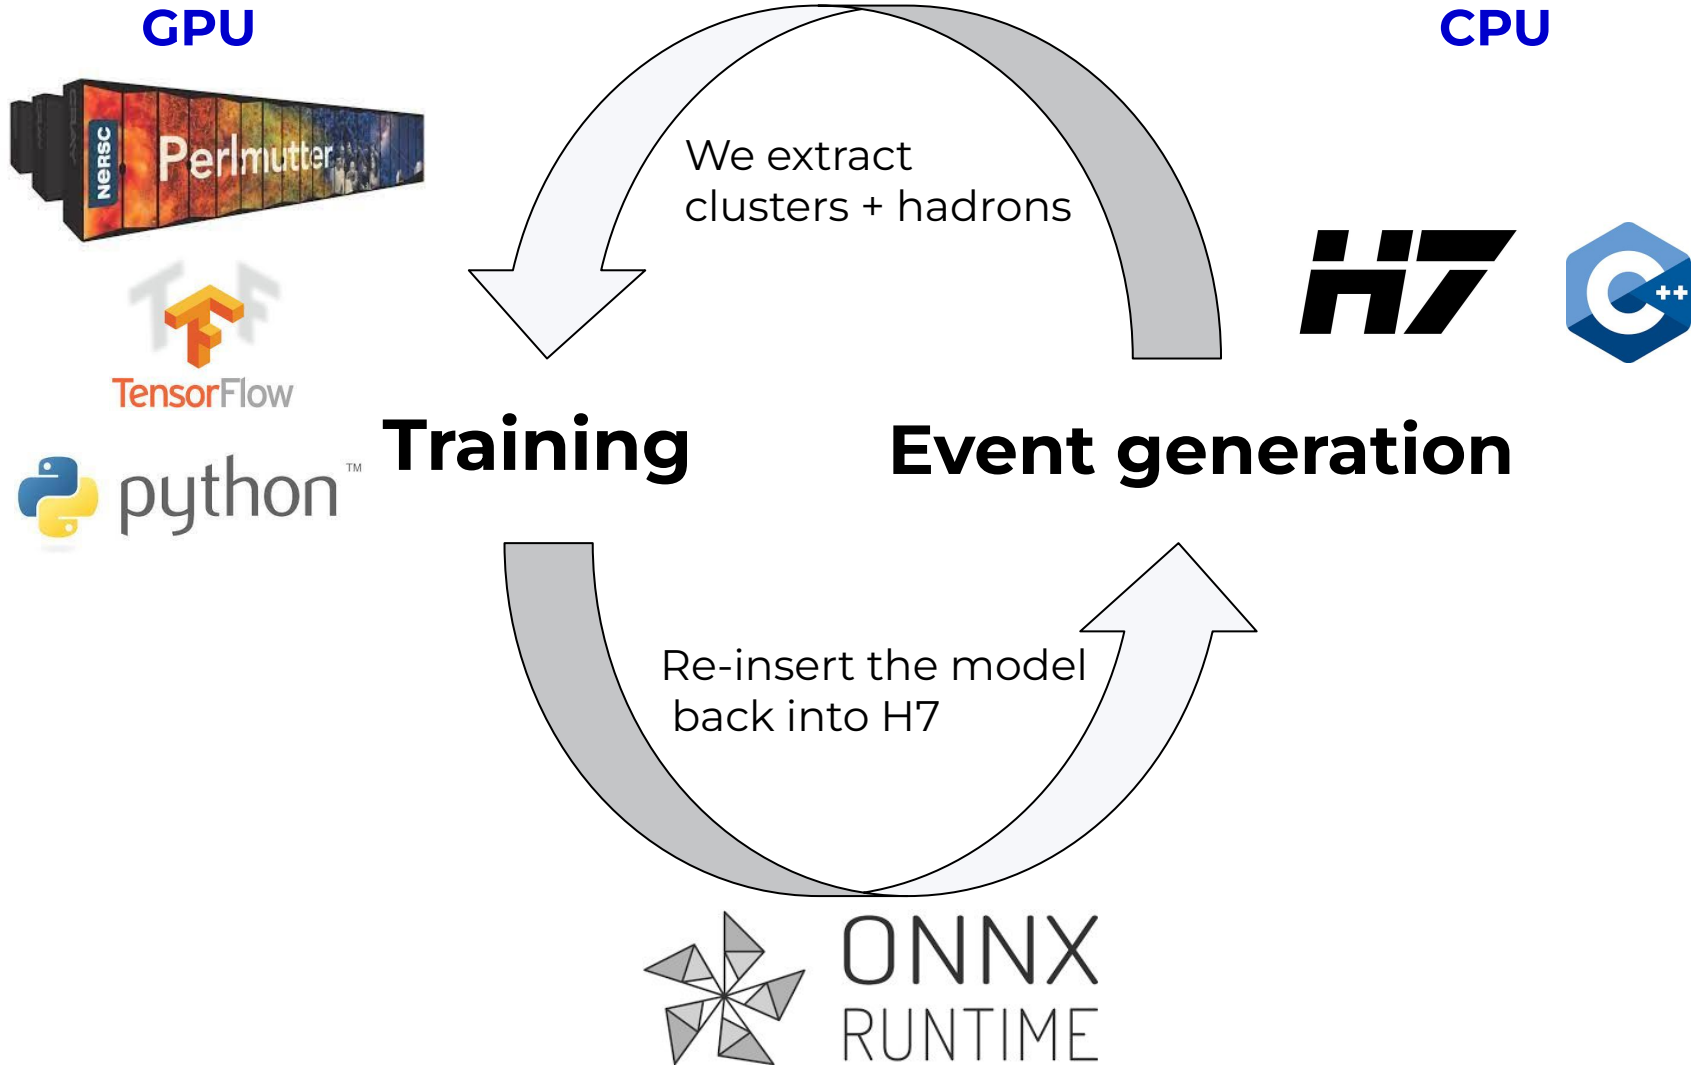 GPU
CPU
NERSC
Perlmutter
We extract
clusters + hadrons
H7
C++
TensorFlow
Training
Event generation
python™
Re-insert the model
back into H7
ONNX
RUNTIME